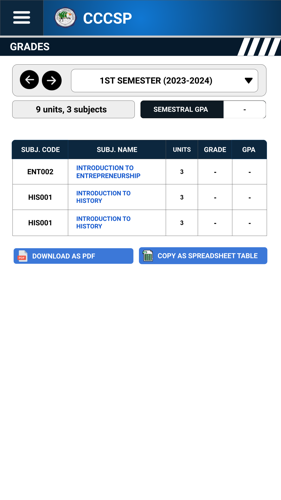 CCCSP
GRADES
1ST SEMESTER (2023-2024)
9 units, 3 subjects
SEMESTRAL GPA
-
SUBJ. CODE SUBJ. NAME UNITS GRADE GPA
ENT002 INTRODUCTION TO ENTREPRENEURSHIP 3 - -
HIS001 INTRODUCTION TO HISTORY 3 - -
HIS001 INTRODUCTION TO HISTORY 3 - -
DOWNLOAD AS PDF
COPY AS SPREADSHEET TABLE